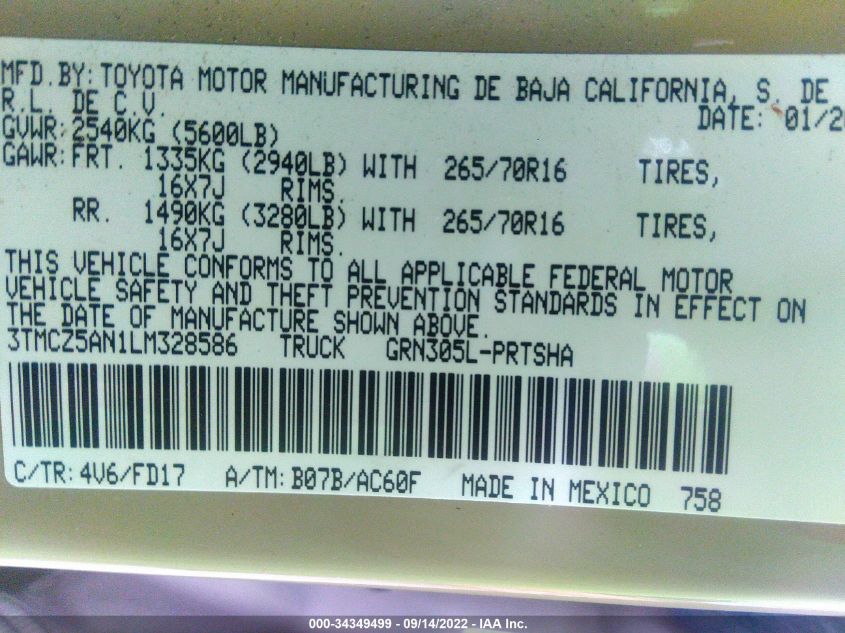 MFD.BY: TOYOTA MOTOR MANUFACTURING DE BAJA CALIFORNIA, S. DE
R.L. DE C.V. DATE: 01/20
GVWR: 2540KG (5600LB)
GAWR: FRT. 1335KG (2940LB) WITH 265/70R16 TIRES,
16X7J RIMS.
RR. 1490KG (3280LB) WITH 265/70R16 TIRES,
16X7J RIMS.
THIS VEHICLE CONFORMS TO ALL APPLICABLE FEDERAL MOTOR
VEHICLE SAFETY AND THEFT PREVENTION STANDARDS IN EFFECT ON
THE DATE OF MANUFACTURE SHOWN ABOVE.
3TMCZ5AN1LM328586 TRUCK GRN305L-PRTSHA
C/TR: 4V6/FD17 A/TM: B07B/AC60F MADE IN MEXICO 758
000-34349499 - 09/14/2022 - IAA Inc.